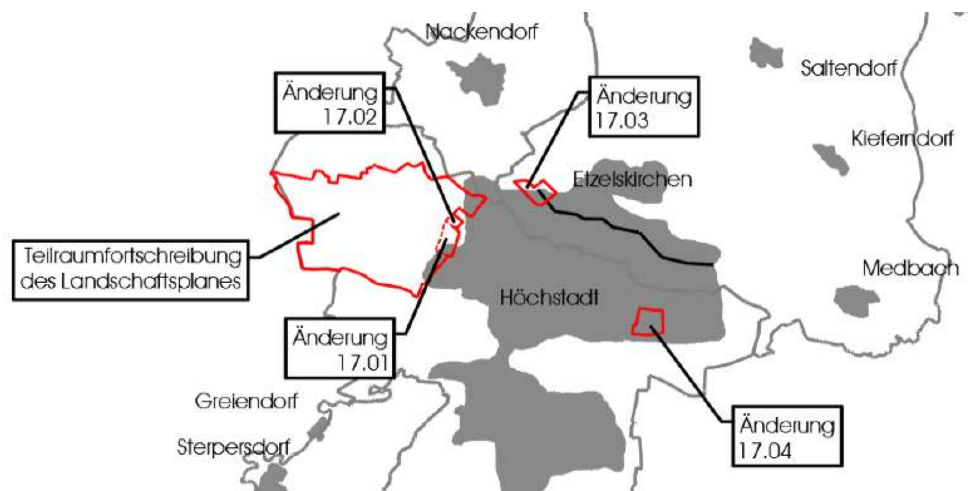 Nackendorf
Saltendorf
Änderung
17.02
Änderung
17.03
Kieferndorf
Etzelskirchen
Teilraumfortschreibung
des Landschaftsplanes
Medbach
Höchstadt
Änderung
17.01
Greiendorf
Sterpersdorf
Änderung
17.04